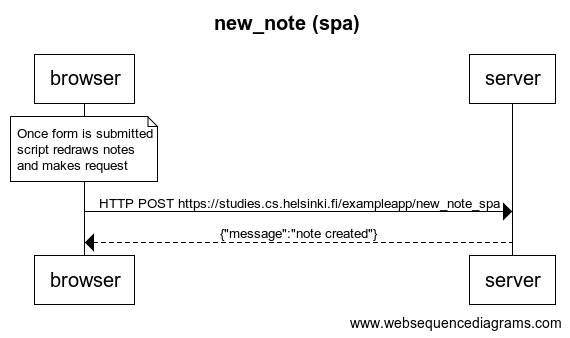 new_note (spa)
browser
server
Once form is submitted
script redraws notes
and makes request
HTTP POST https://studies.cs.helsinki.fi/exampleapp/new_note_spa
{"message":"note created"}
browser
server
www.websequencediagrams.com